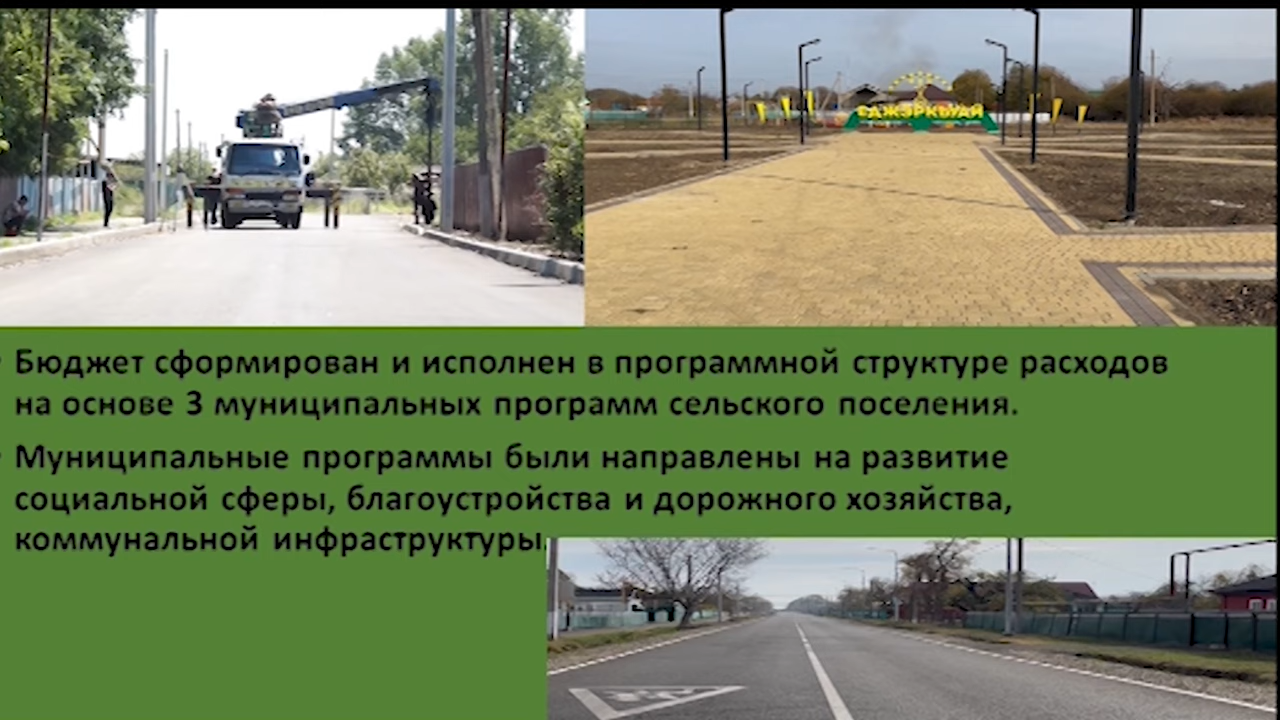 ЕДЖЭРКЪУАЙ
Бюджет сформирован и исполнен в программной структуре расходов
на основе 3 муниципальных программ сельского поселения.
Муниципальные программы были направлены на развитие
социальной сферы, благоустройства и дорожного хозяйства,
коммунальной инфраструктуры.